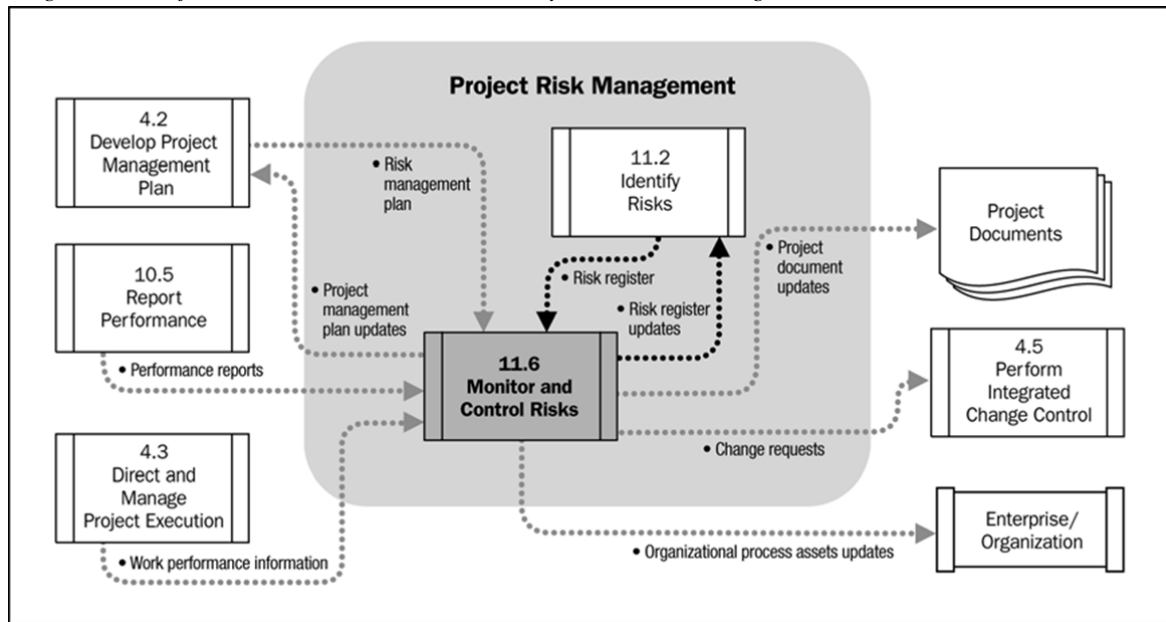 Project Risk Management
4.2
Develop Project
Management
Plan
• Risk
management
plan
11.2
Identify
Risks
Project
Documents
10.5
Report
Performance
• Project
management
plan updates
• Risk register
• Risk register
updates
• Project
document
updates
• Performance reports
11.6
Monitor and
Control Risks
4.5
Perform
Integrated
Change Control
4.3
Direct and
Manage
Project Execution
• Change requests
• Work performance information
• Organizational process assets updates
Enterprise/
Organization